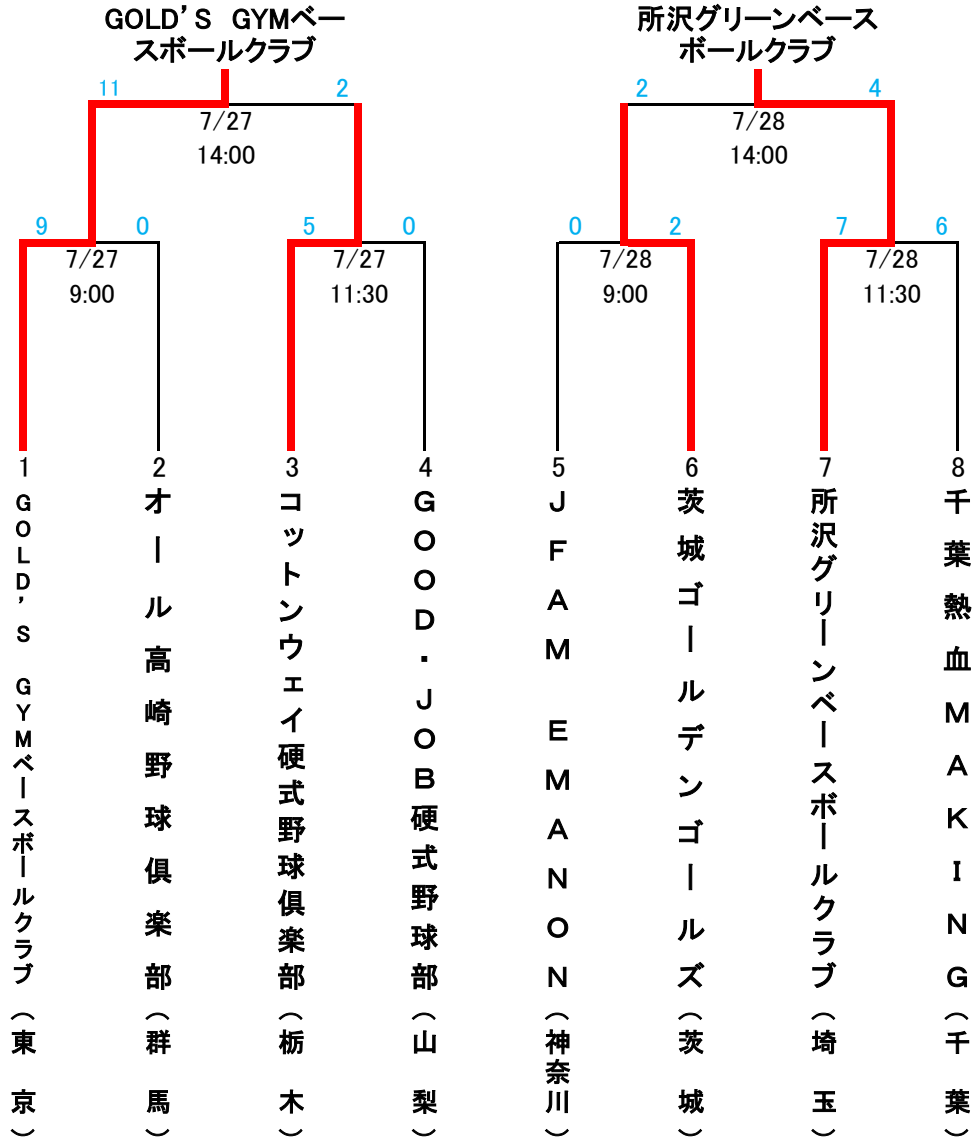 GOLD'S GYMベー
スボールクラブ
所沢グリーンベース
ボールクラブ
11
2
2
4
7/27
14:00
7/28
14:00
9
0
5
0
0
2
7
6
7/27
9:00
7/27
11:30
7/28
9:00
7/28
11:30
1
2
3
4
5
6
7
8
GOLD'S GYMベースボールクラブ(東京)
オール高崎野球倶楽部(群馬)
コットンウェイ硬式野球倶楽部(栃木)
GOOD・JOB硬式野球部(山梨)
JFAM EMANON(神奈川)
茨城ゴールデンゴールズ(茨城)
所沢グリーンベースボールクラブ(埼玉)
千葉熱血MAKING(千葉)